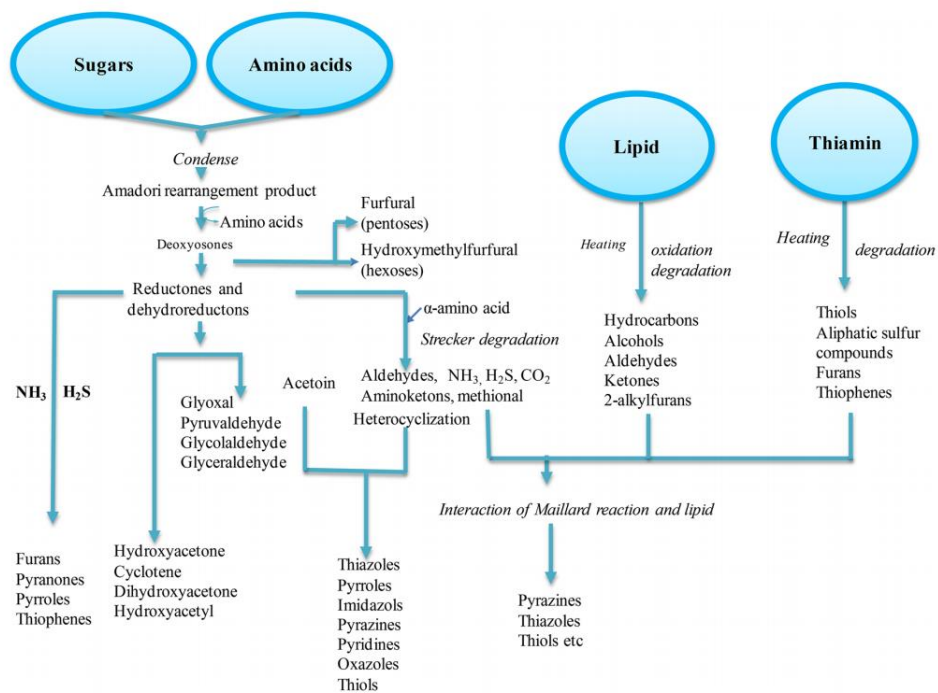 Sugars
Amino acids
Lipid
Thiamin
Condense
Amadori rearrangement product
Amino acids
Deoxyosones
Furfural
(pentoses)
Hydroxymethylfurfural
(hexoses)
Reductones and
dehydroreductons
α-amino acid
Strecker degradation
Heating
oxidation
degradation
Heating
degradation
NH3
H2S
Glyoxal
Pyruvaldehyde
Glycolaldehyde
Glyceraldehyde
Acetoin
Aldehydes, NH3, H2S, CO2
Aminoketons, methional
Heterocyclization
Hydrocarbons
Alcohols
Aldehydes
Ketones
2-alkylfurans
Thiols
Aliphatic sulfur
compounds
Furans
Thiophenes
Interaction of Maillard reaction and lipid
Furans
Pyranones
Pyrroles
Thiophenes
Hydroxyacetone
Cyclotene
Dihydroxyacetone
Hydroxyacetyl
Thiazoles
Pyrroles
Imidazols
Pyrazines
Pyridines
Oxazoles
Thiols
Pyrazines
Thiazoles
Thiols etc